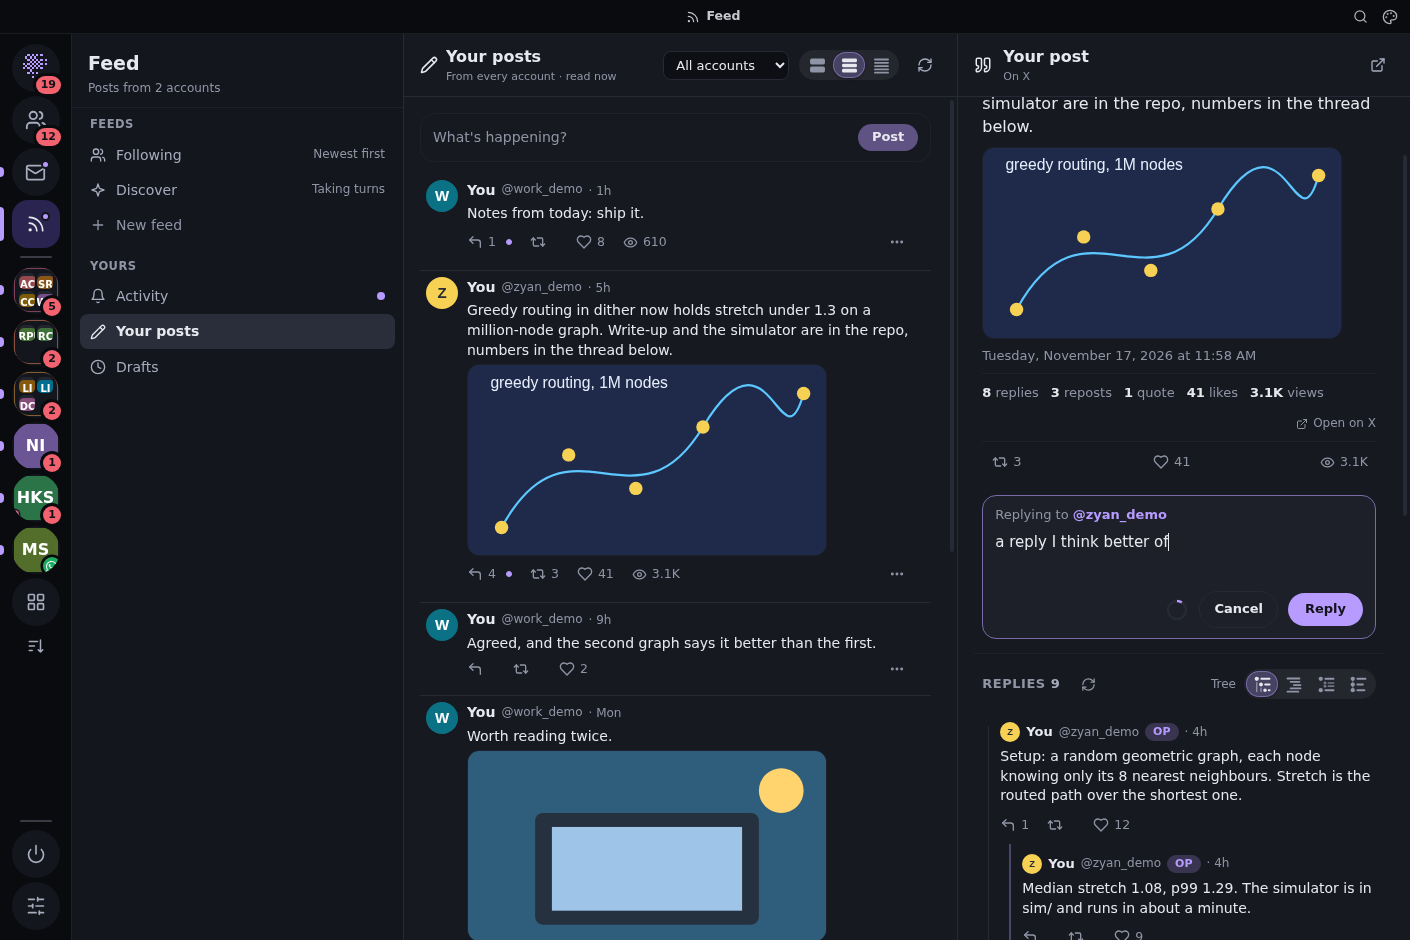 Feed
19
12
AC SR
CC
5
RP RC
2
LI LI
DC
2
NI
1
HKS
1
MS
Feed
Posts from 2 accounts
FEEDS
Following Newest first
Discover Taking turns
New feed
YOURS
Activity
Your posts
Drafts
Your posts
From every account · read now
All accounts
What's happening?
Post
W
You @work_demo · 1h
Notes from today: ship it.
1 8 610
Z
You @zyan_demo · 5h
Greedy routing in dither now holds stretch under 1.3 on a
million-node graph. Write-up and the simulator are in the repo,
numbers in the thread below.
greedy routing, 1M nodes
4 3 41 3.1K
W
You @work_demo · 9h
Agreed, and the second graph says it better than the first.
2
W
You @work_demo · Mon
Worth reading twice.
Your post
On X
simulator are in the repo, numbers in the thread
below.
greedy routing, 1M nodes
Tuesday, November 17, 2026 at 11:58 AM
8 replies 3 reposts 1 quote 41 likes 3.1K views
Open on X
3 41 3.1K
Replying to @zyan_demo
a reply I think better of
Cancel
Reply
REPLIES 9
Tree
Z You @zyan_demo OP · 4h
Setup: a random geometric graph, each node
knowing only its 8 nearest neighbours. Stretch is the
routed path over the shortest one.
1 12
Z You @zyan_demo OP · 4h
Median stretch 1.08, p99 1.29. The simulator is in
sim/ and runs in about a minute.
9